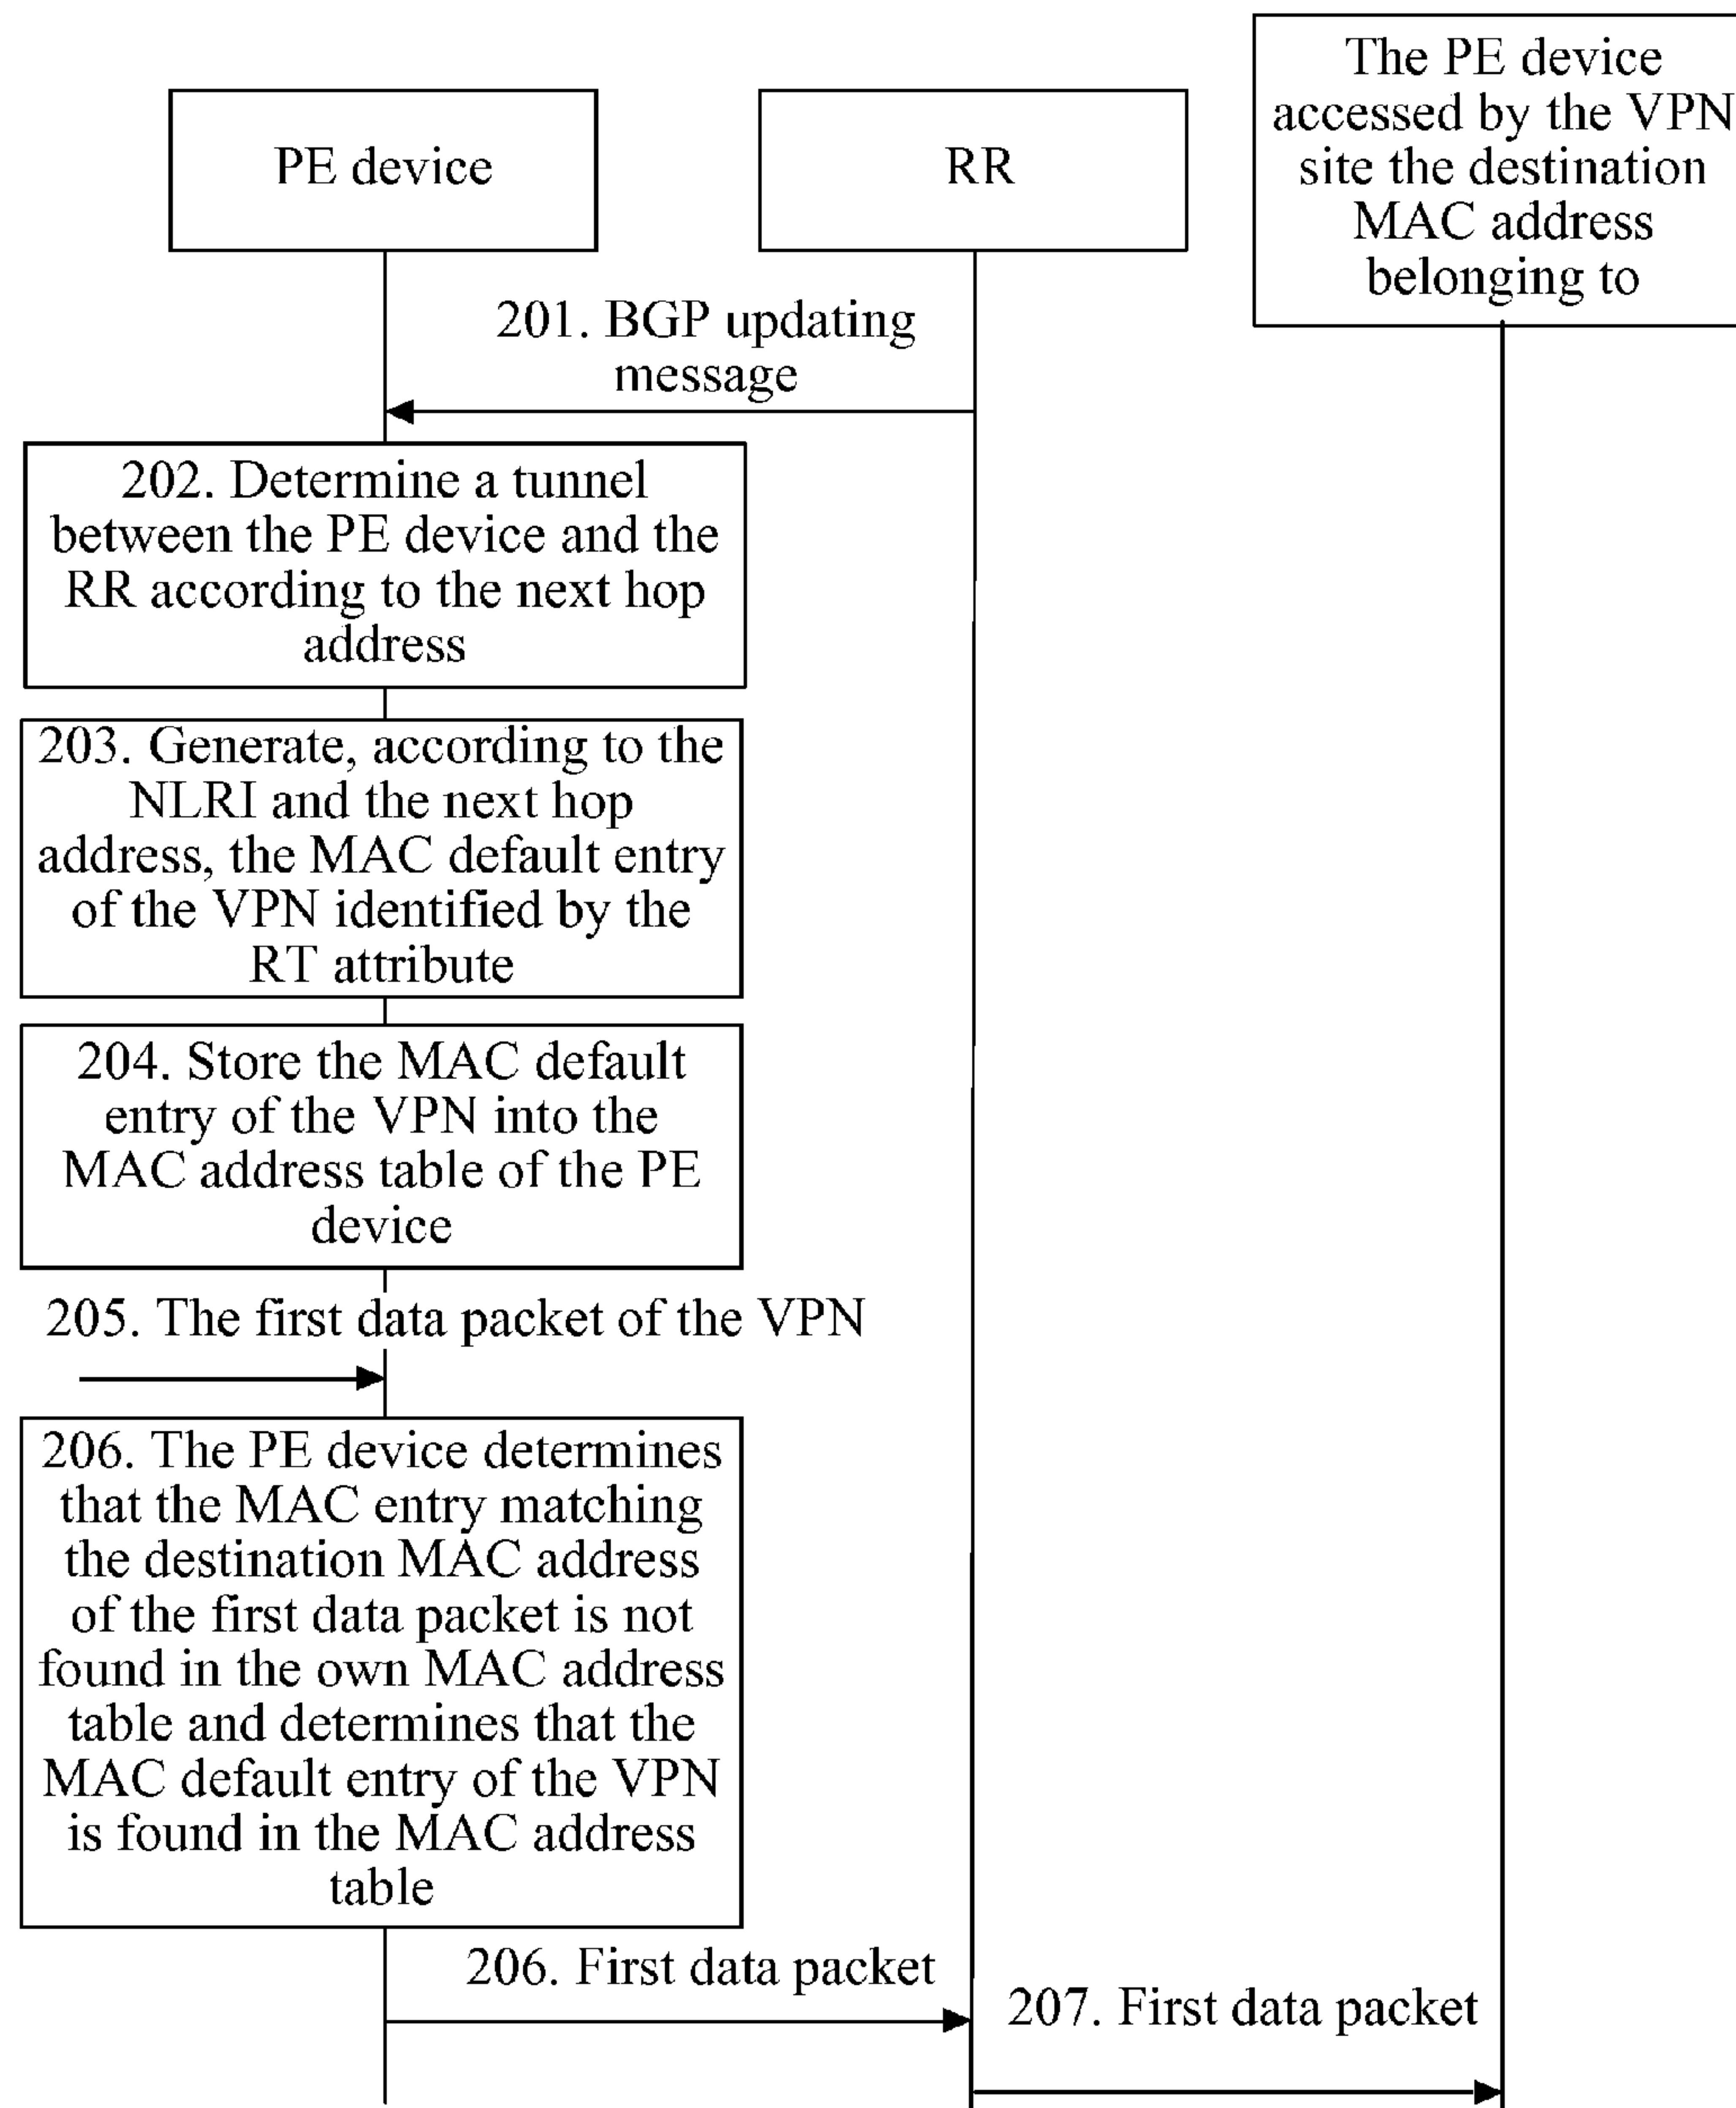 PE device
RR
The PE device
accessed by the VPN
site the destination
MAC address
belonging to
201. BGP updating
message
202. Determine a tunnel
between the PE device and the
RR according to the next hop
address
203. Generate, according to the
NLRI and the next hop
address, the MAC default entry
of the VPN identified by the
RT attribute
204. Store the MAC default
entry of the VPN into the
MAC address table of the PE
device
205. The first data packet of the VPN
206. The PE device determines
that the MAC entry matching
the destination MAC address
of the first data packet is not
found in the own MAC address
table and determines that the
MAC default entry of the VPN
is found in the MAC address
table
206. First data packet
207. First data packet